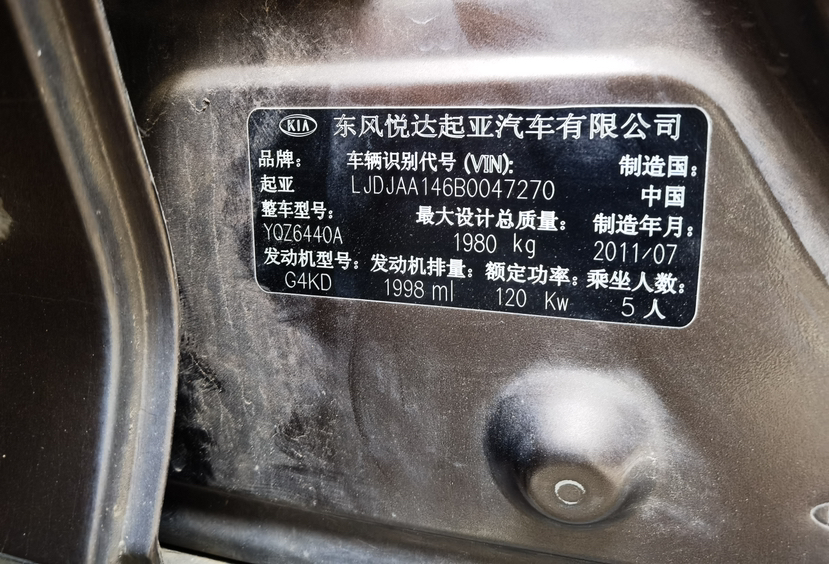 KIA 东风悦达起亚汽车有限公司
品牌: 车辆识别代号(VIN): 制造国:
起亚 LJDJAA146B0047270 中国
整车型号: 最大设计总质量: 制造年月:
YQZ6440A 1980 kg 2011/07
发动机型号: 发动机排量: 额定功率: 乘坐人数:
G4KD 1998 ml 120 Kw 5 人